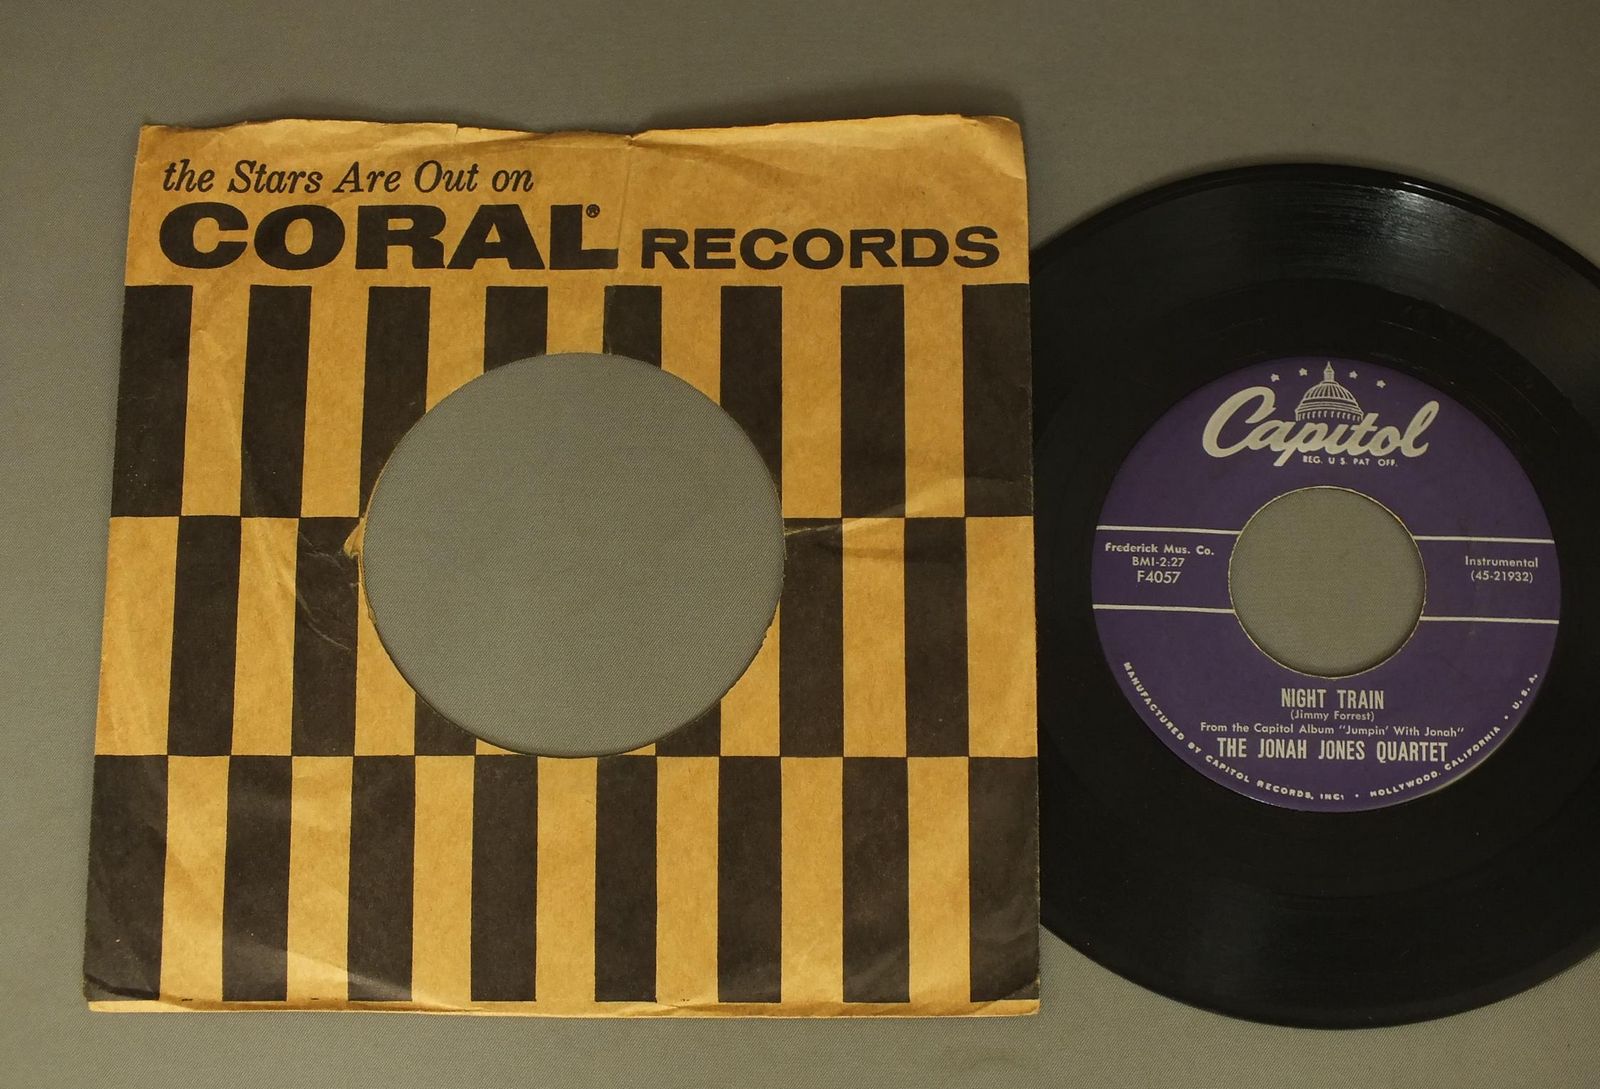 the Stars Are Out on
CORAL® RECORDS
Capitol
REG. U.S. PAT. OFF.
Frederick Mus. Co.
BMI-2:27
F4057
Instrumental
(45-21932)
NIGHT TRAIN
(Jimmy Forrest)
From the Capitol Album "Jumpin' With Jonah"
THE JONAH JONES QUARTET
MANUFACTURED BY CAPITOL RECORDS, INC. • HOLLYWOOD, CALIFORNIA • U.S.A.